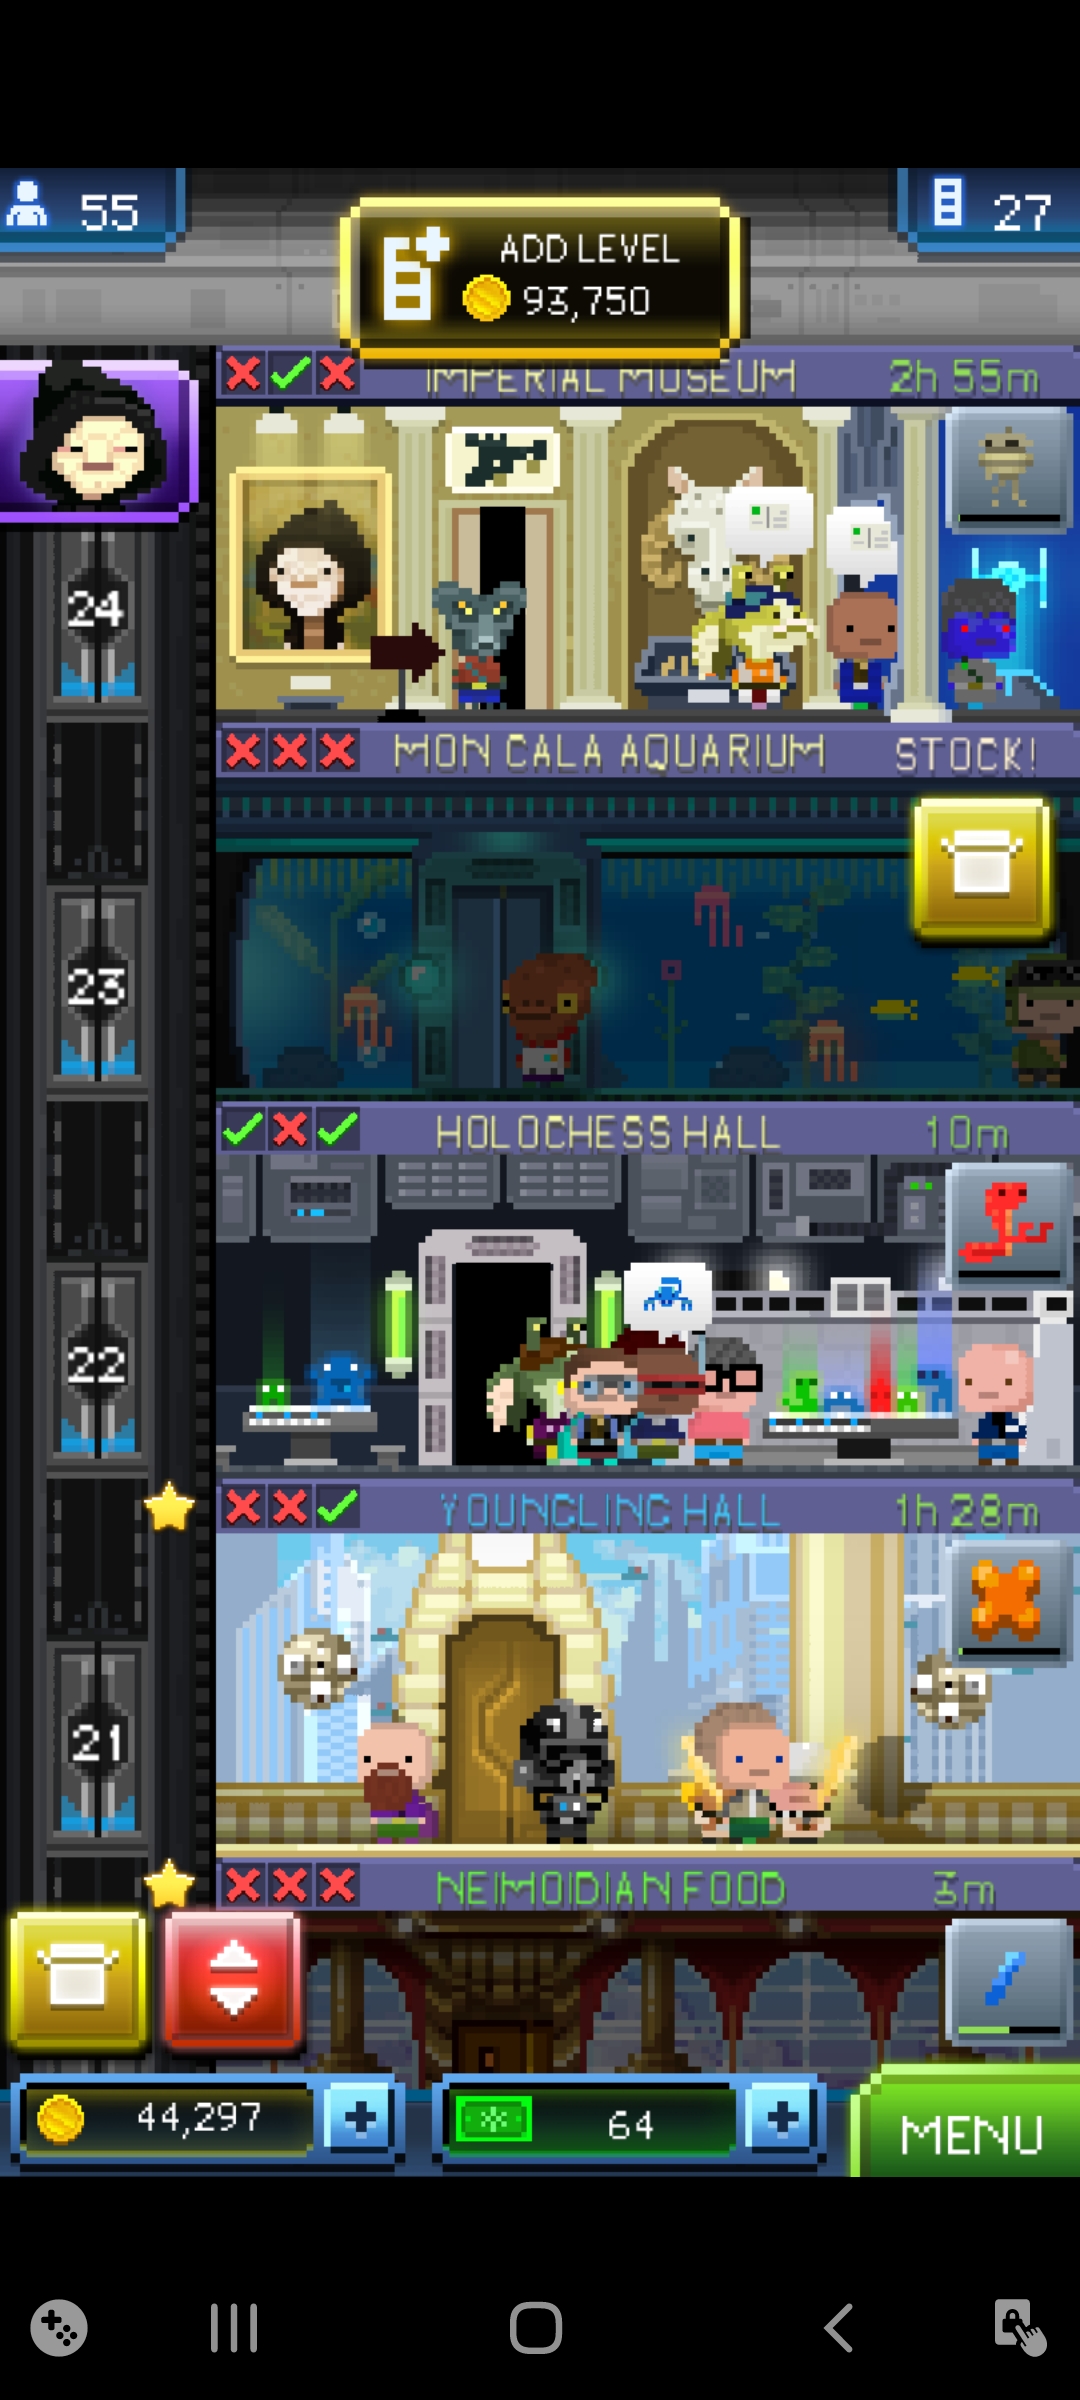 55
ADD LEVEL
93,750
27
IMPERIAL MUSEUM
2h 55m
24
MON CALA AQUARIUM
STOCK!
23
HOLOCHESS HALL
10m
22
YOUNGLING HALL
1h 28m
21
NEIMOIDIAN FOOD
3m
44,297
64
MENU